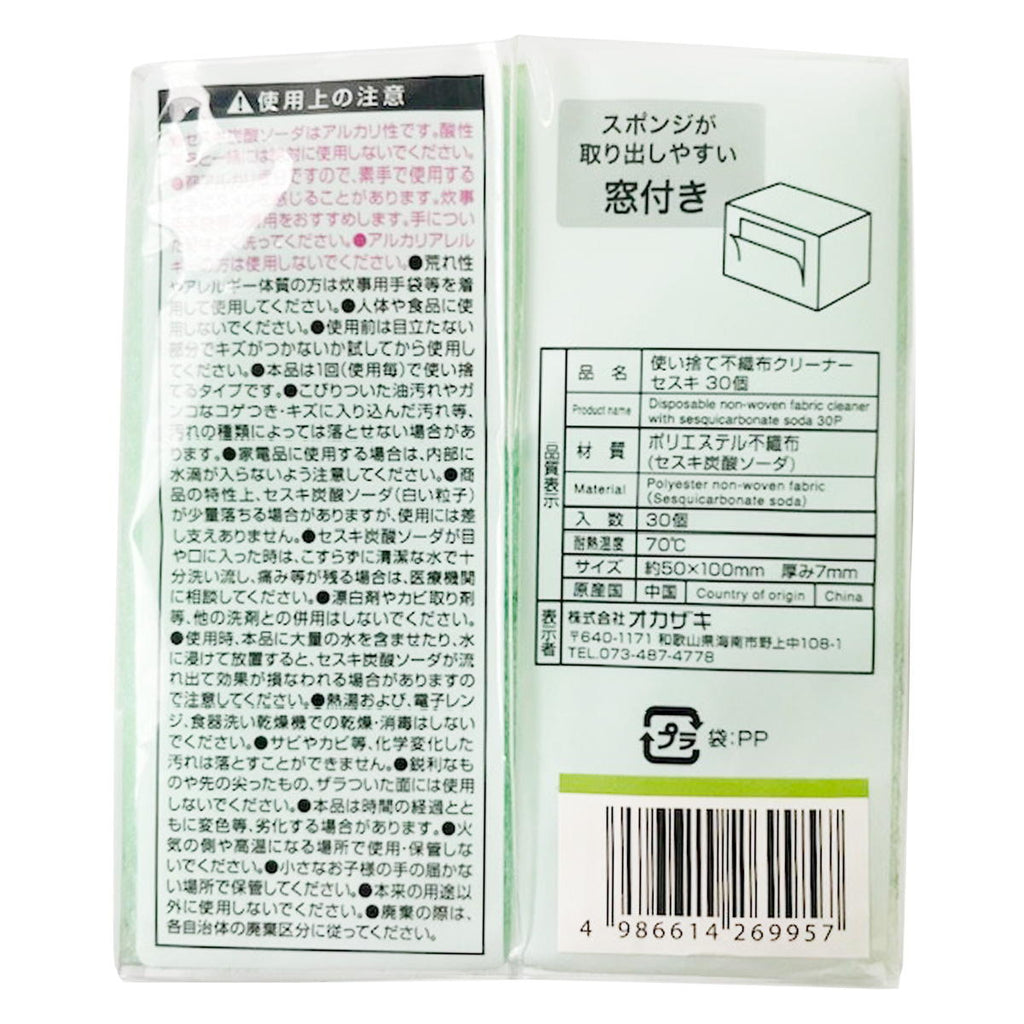 使用上の注意
炭酸ソーダはアルカリ性です。酸性
には絶対に使用しないでください。
●弱アルカリですので、素手で使用する
感じることがあります。炊事
用をおすすめします。手につい
洗ってください。●アルカリアレル
の方は使用しないでください。●荒れ性
やアレルギー体質の方は炊事用手袋等を着
用して使用してください。●人体や食品に使
用しないでください。●使用前は目立たない
部分でキズがつかないか試してから使用し
てください。●本品は1回(使用毎)で使い捨
てるタイプです。●こびりついた油汚れやガ
ンコなコゲつき・キズに入り込んだ汚れ等、
汚れの種類によっては落とせない場合があ
ります。●家電品に使用する場合は、内部に
水滴が入らないよう注意してください。●商
品の特性上、セスキ炭酸ソーダ(白い粒子)
が少量落ちる場合がありますが、使用には差
し支えありません。●セスキ炭酸ソーダが目
や口に入った時は、こすらずに清潔な水で十
分洗い流し、痛み等が残る場合は、医療機関
に相談してください。●漂白剤やカビ取り剤
等、他の洗剤との併用はしないでください。
●使用時、本品に大量の水を含ませたり、水
に浸けて放置すると、セスキ炭酸ソーダが流
れ出て効果が損なわれる場合がありますの
で注意してください。●熱湯および、電子レン
ジ、食器洗い乾燥機での乾燥・消毒はしない
でください。●サビやカビ等、化学変化した
汚れは落とすことができません。●鋭利なも
のや先の尖ったもの、ザラついた面には使用
しないでください。●本品は時間の経過とと
もに変色等、劣化する場合があります。●火
気の側や高温になる場所で使用・保管しな
いでください。●小さなお子様の手の届かな
い場所で保管してください。●本来の用途以
外に使用しないでください。●廃棄の際は、
各自治体の廃棄区分に従ってください。
スポンジが
取り出しやすい
窓付き
品質表示
品名 使い捨て不織布クリーナー
セスキ 30個
Product name Disposable non-woven fabric cleaner
with sesquicarbonate soda 30P
材質 ポリエステル不織布
(セスキ炭酸ソーダ)
Material Polyester non-woven fabric
(Sesquicarbonate soda)
入数 30個
耐熱温度 70℃
サイズ 約50×100mm 厚み7mm
原産国 中国 Country of origin China
表示者 株式会社オカザキ
〒640-1171 和歌山県海南市野上中108-1
TEL.073-487-4778
プラ 袋:PP
4 986614 269957